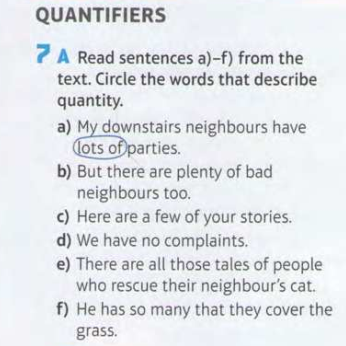 QUANTIFIERS
7 A Read sentences a)–f) from the
text. Circle the words that describe
quantity.
a) My downstairs neighbours have
lots of parties.
b) But there are plenty of bad
neighbours too.
c) Here are a few of your stories.
d) We have no complaints.
e) There are all those tales of people
who rescue their neighbour's cat.
f) He has so many that they cover the
grass.